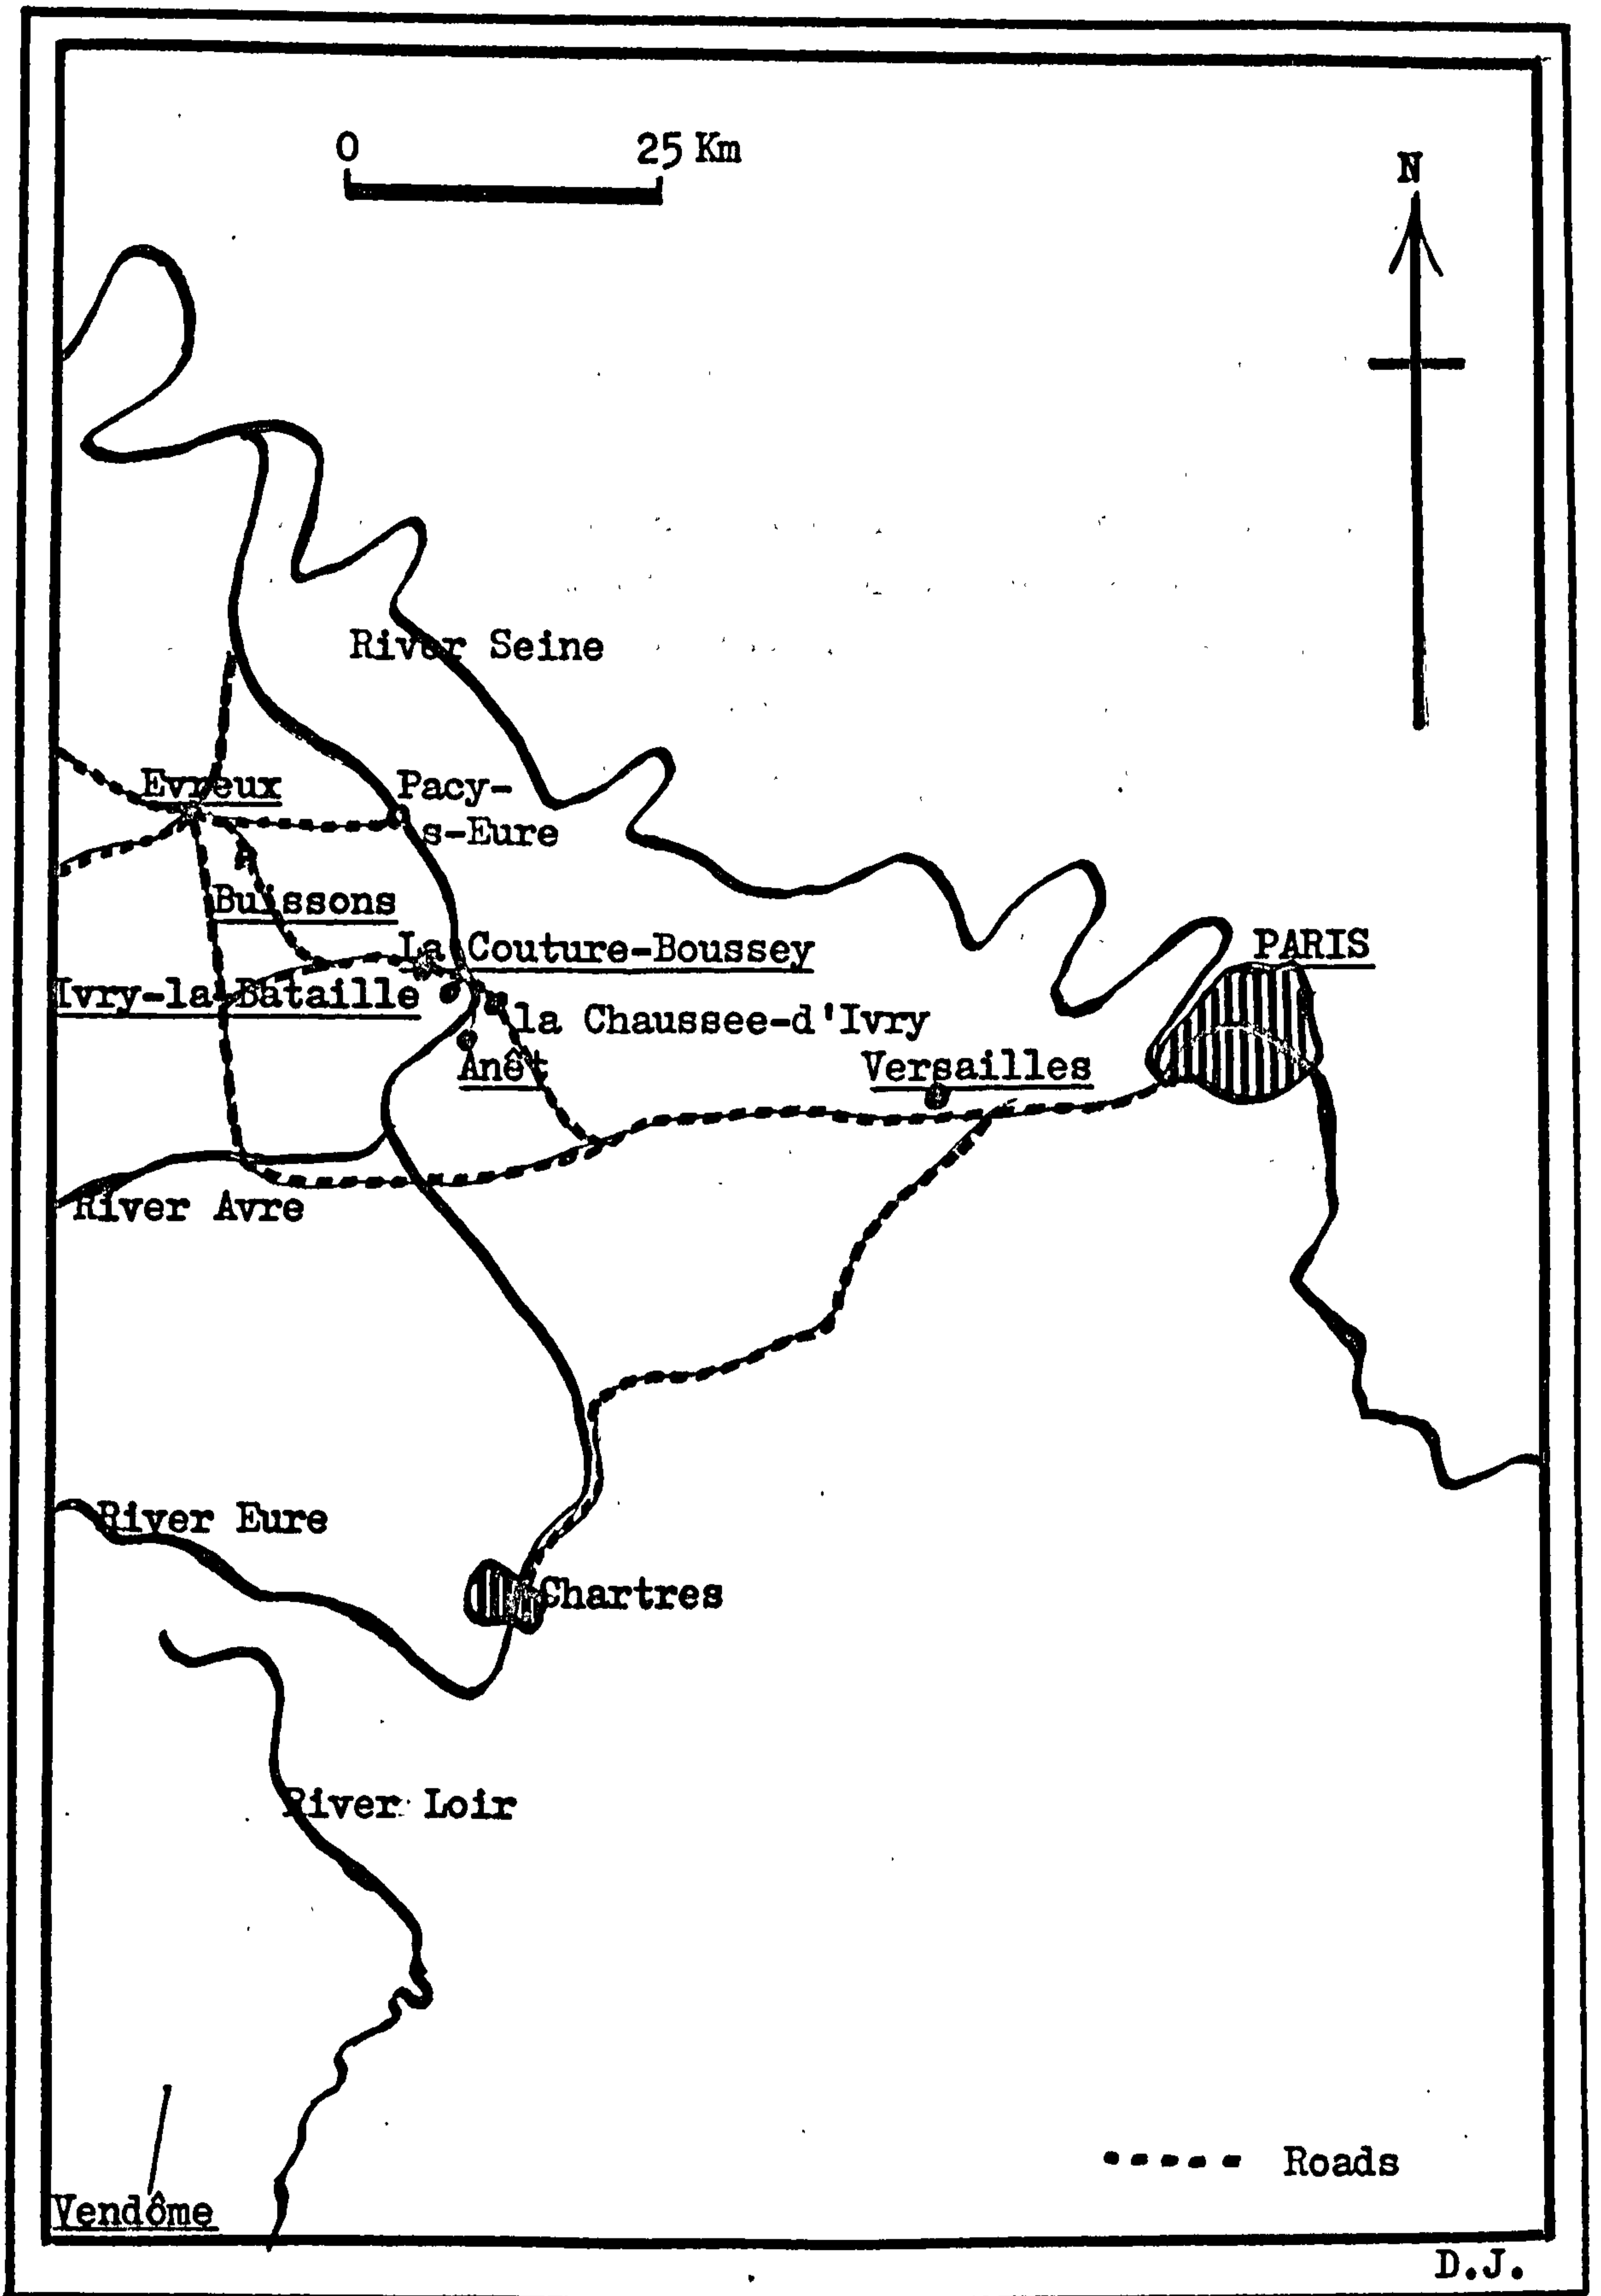 0 25 Km
N
River Seine
Evreux
Pacy-
s-Eure
Buissons
La Couture-Boussey
PARIS
Ivry-la-Bataille
la Chaussee-d'Ivry
Anêt
Versailles
River Avre
River Eure
Chartres
River Loir
Roads
Vendôme
D.J.